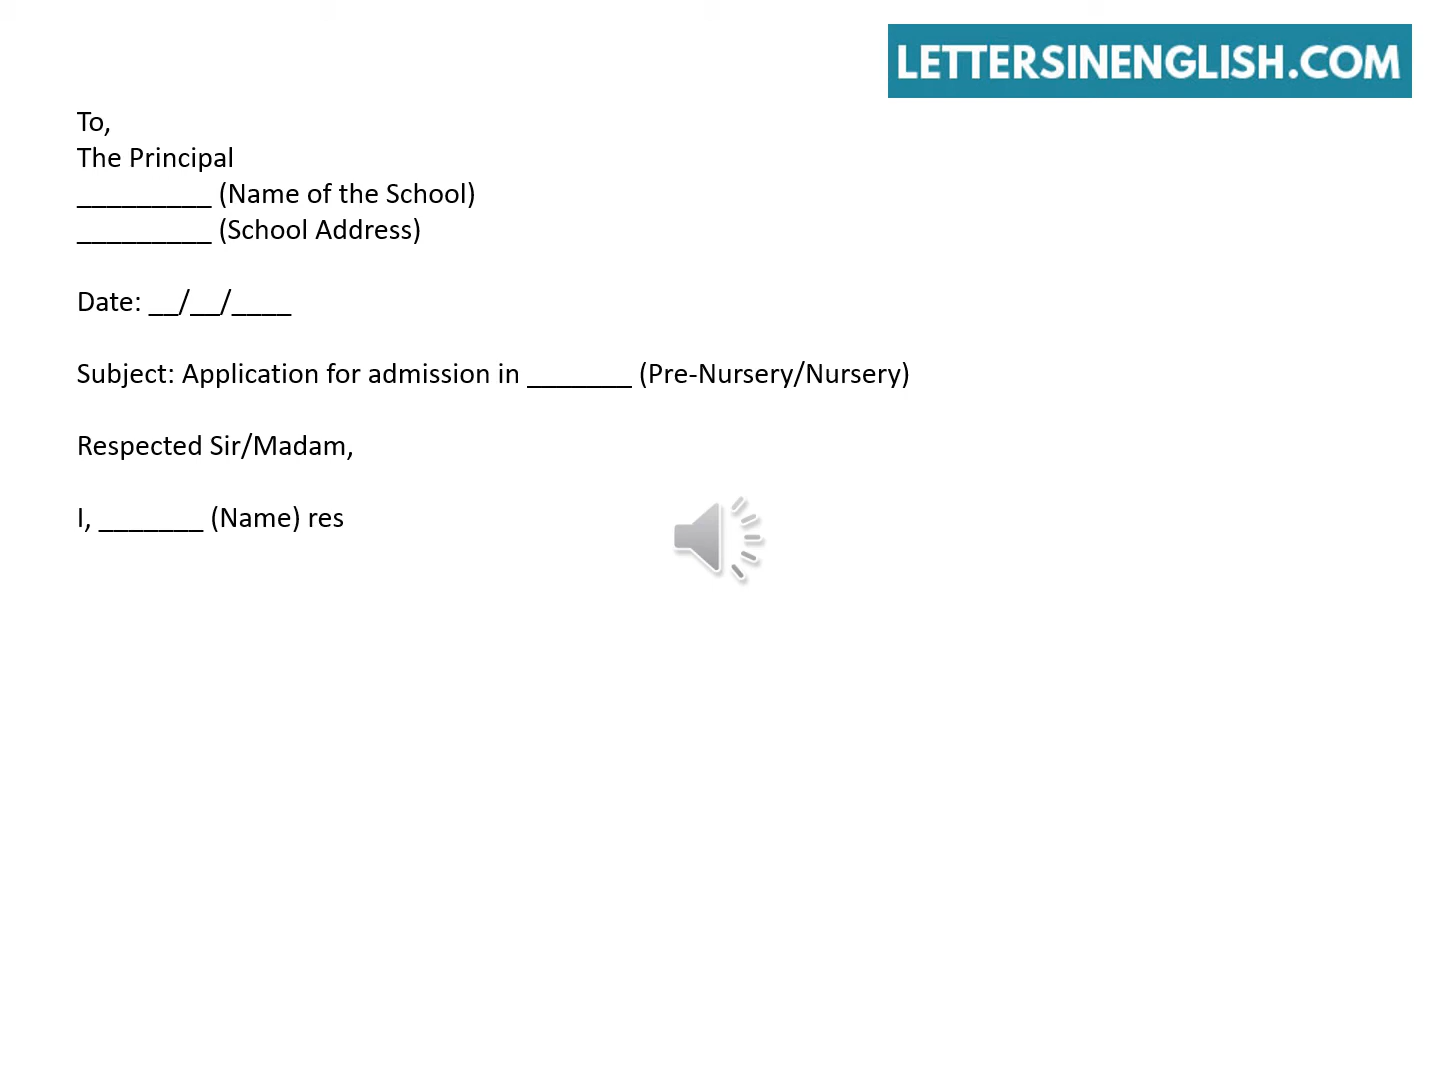 LETTERSINENGLISH.COM
To,
The Principal
_________ (Name of the School)
_________ (School Address)
Date: __/__/____
Subject: Application for admission in _______ (Pre-Nursery/Nursery)
Respected Sir/Madam,
I, _______ (Name) res